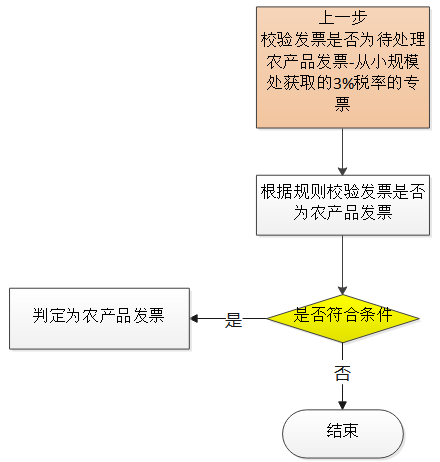 上一步
校验发票是否为待处理
农产品发票-从小规模
处获取的3%税率的专
票
根据规则校验发票是否
为农产品发票
是否符合条件
是
判定为农产品发票
否
结束